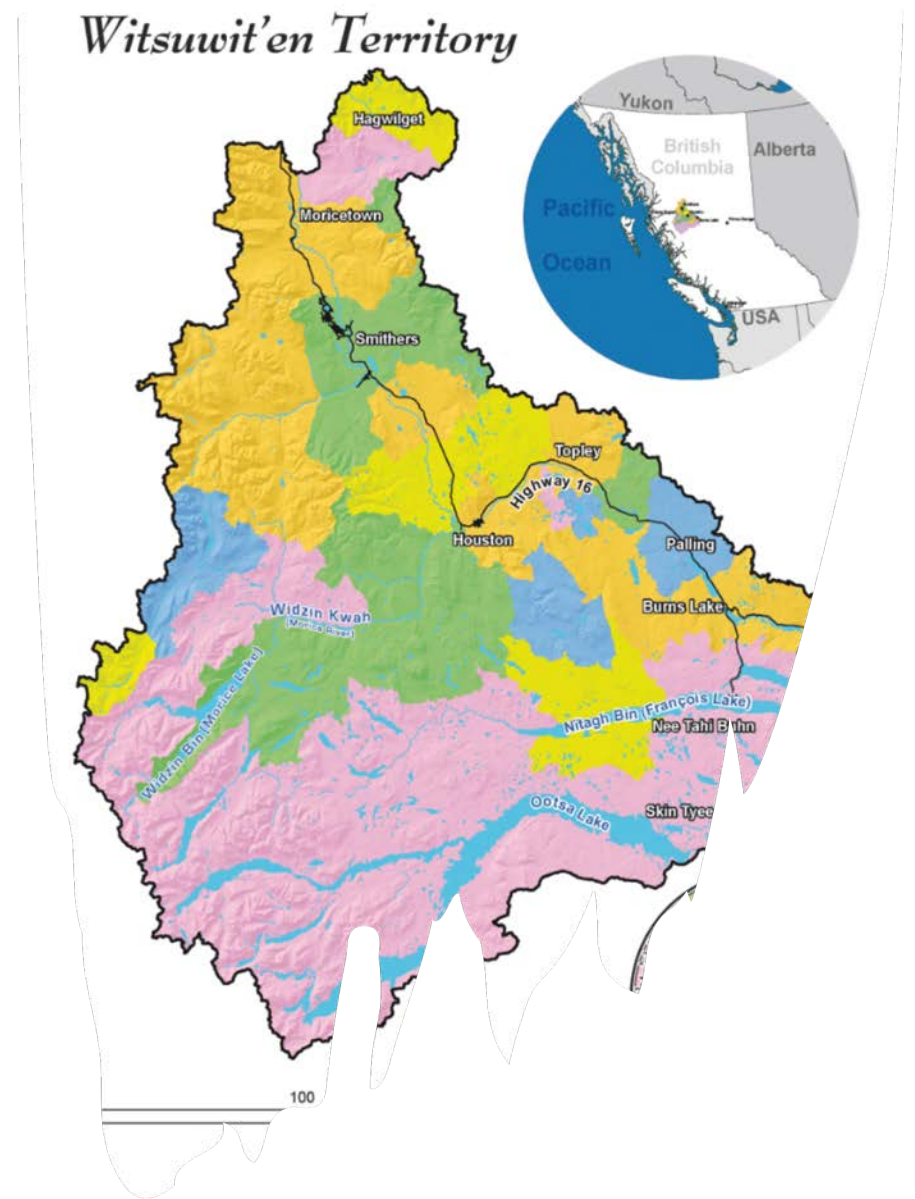 Witsuwit'en Territory
Yukon
British
Columbia
Alberta
Pacific
Ocean
USA
Hagwilget
Moricetown
Smithers
Topley
Highway 16
Houston
Palling
Burns Lake
Widzin Kwah
(Morice River)
Widzin Bin (Morice Lake)
Nitagh Bin (François Lake)
Nee Tahi Buhn
Ootsa Lake
Skin Tyee
100